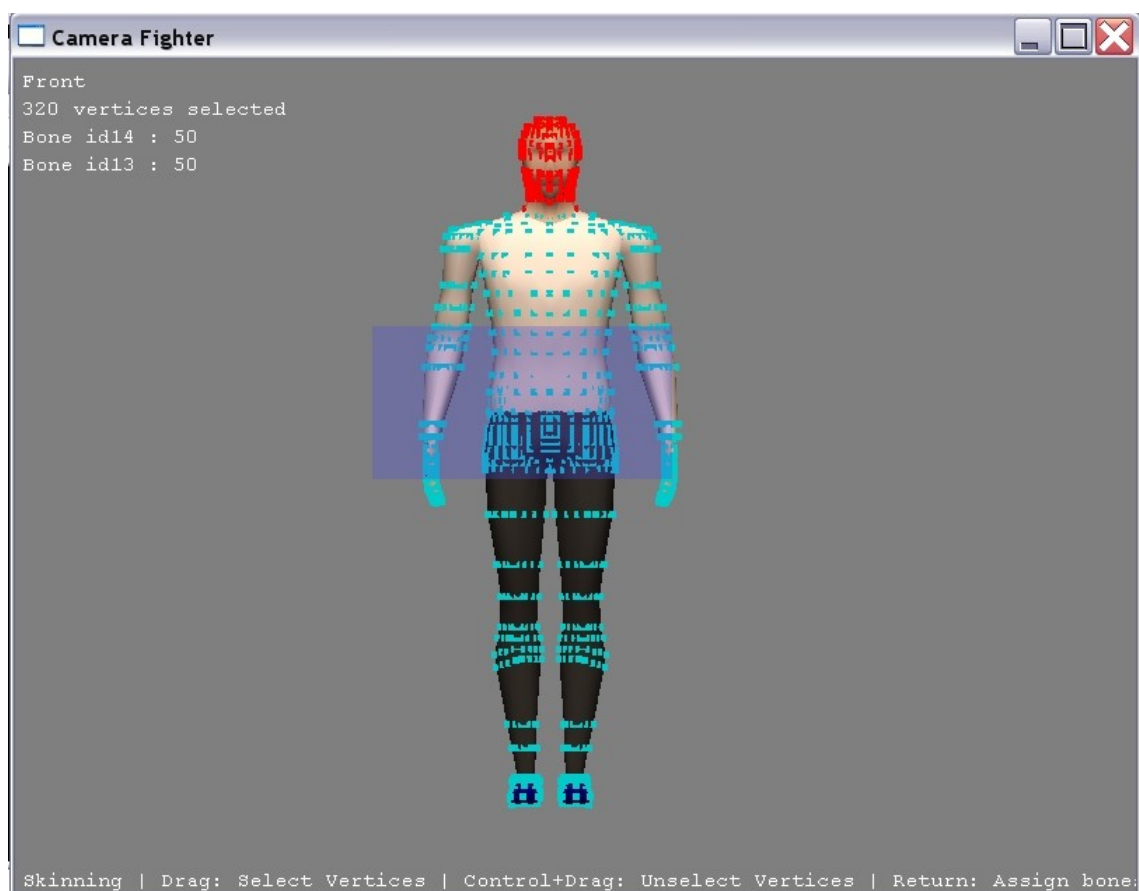 Camera Fighter
Front
320 vertices selected
Bone id14 : 50
Bone id13 : 50
Skinning | Drag: Select Vertices | Control+Drag: Unselect Vertices | Return: Assign bone